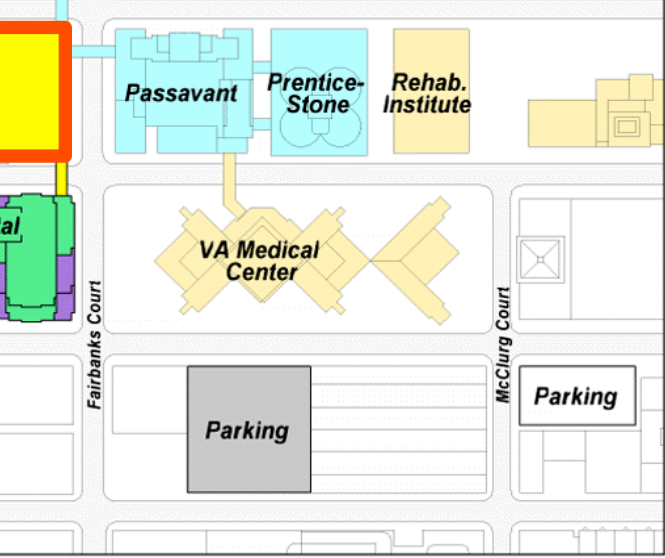 Passavant
Prentice-
Stone
Rehab.
Institute
al
VA Medical
Center
Fairbanks Court
McClurg Court
Parking
Parking